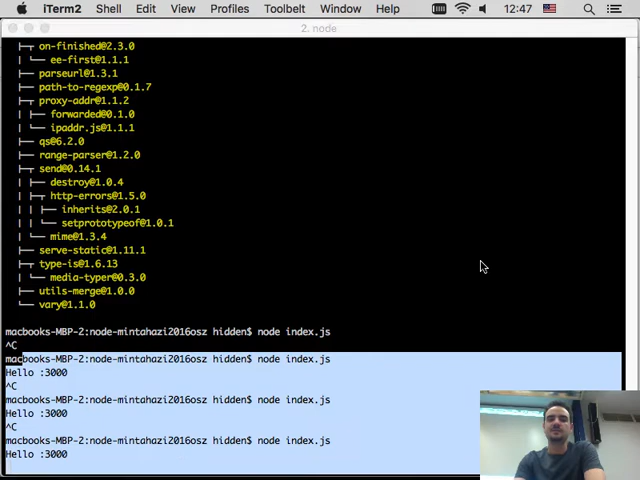 iTerm2 Shell Edit View Profiles Toolbelt Window Help 12:47
2. node
on-finished@2.3.0
ee-first@1.1.1
parseurl@1.3.1
path-to-regexp@0.1.7
proxy-addr@1.1.2
forwarded@0.1.0
ipaddr.js@1.1.1
qs@6.2.0
range-parser@1.2.0
send@0.14.1
destroy@1.0.4
http-errors@1.5.0
inherits@2.0.1
setprototypeof@1.0.1
mime@1.3.4
serve-static@1.11.1
type-is@1.6.13
media-typer@0.3.0
utils-merge@1.0.0
vary@1.1.0
macbooks-MBP-2:node-mintahazi2016osz hidden$ node index.js
^C
macbooks-MBP-2:node-mintahazi2016osz hidden$ node index.js
Hello :3000
^C
macbooks-MBP-2:node-mintahazi2016osz hidden$ node index.js
Hello :3000
^C
macbooks-MBP-2:node-mintahazi2016osz hidden$ node index.js
Hello :3000